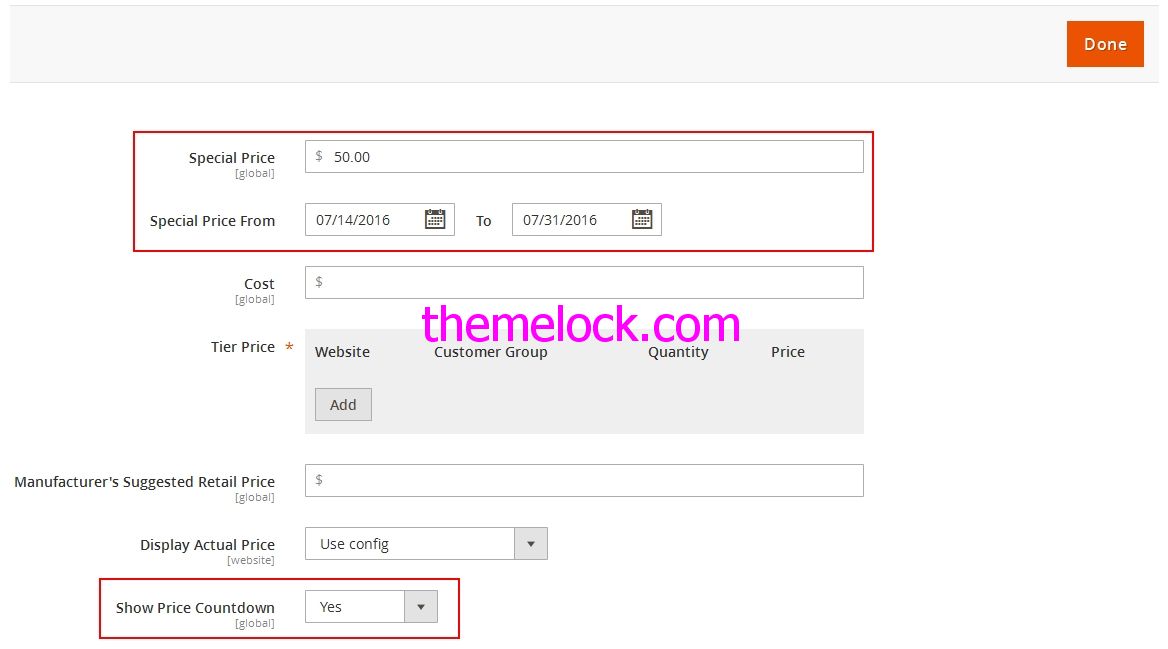 Done
Special Price $ 50.00
[global]
Special Price From 07/14/2016 To 07/31/2016
Cost $
[global]
themelock.com
Tier Price * Website Customer Group Quantity Price
Add
Manufacturer's Suggested Retail Price $
[global]
Display Actual Price Use config
[website]
Show Price Countdown Yes
[global]